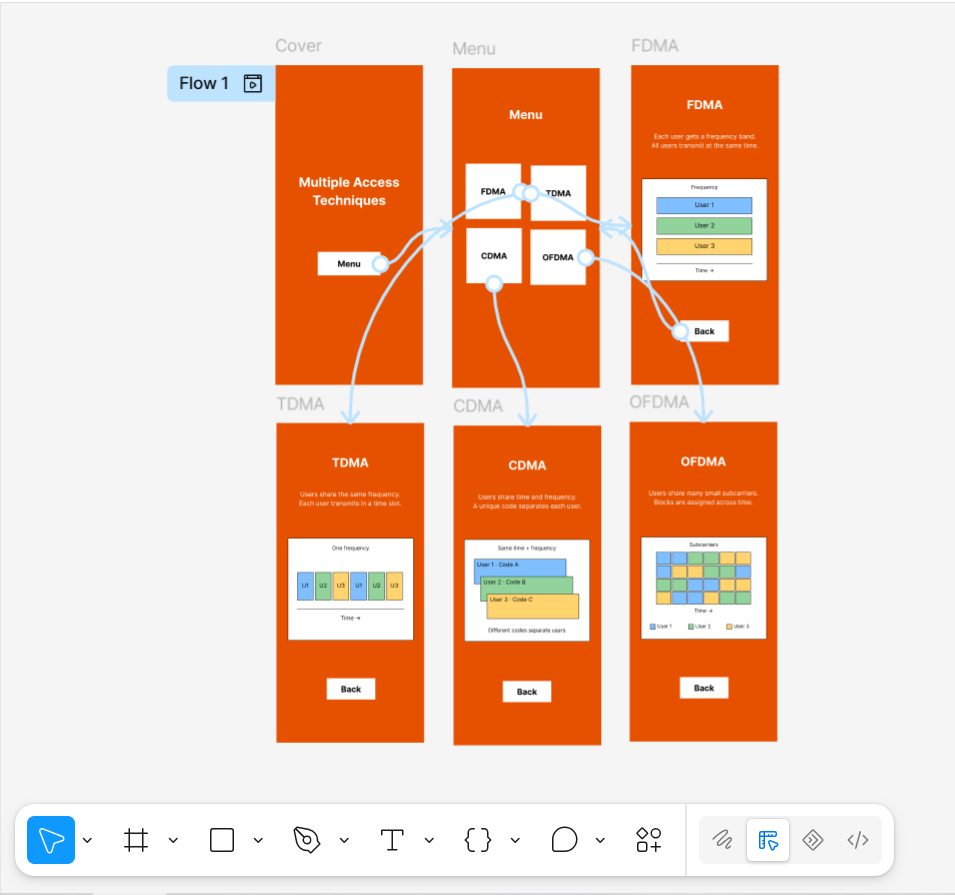 Cover
Menu
FDMA
Flow 1
Multiple Access
Techniques
Menu
Menu
FDMA
TDMA
CDMA
OFDMA
FDMA
Each user gets a frequency band.
All users transmit at the same time.
Frequency
User 1
User 2
User 3
Time →
Back
TDMA
CDMA
OFDMA
TDMA
Users share the same frequency.
Each user transmits in a time slot.
One frequency
U1 U2 U3 U1 U2 U3
Time →
Back
CDMA
Users share time and frequency.
A unique code separates each user.
Same time + frequency
User 1 - Code A
User 2 - Code B
User 3 - Code C
Different codes separate users
Back
OFDMA
Users share many small subcarriers.
Blocks are assigned across time.
Subcarriers
Time →
User 1 User 2 User 3
Back